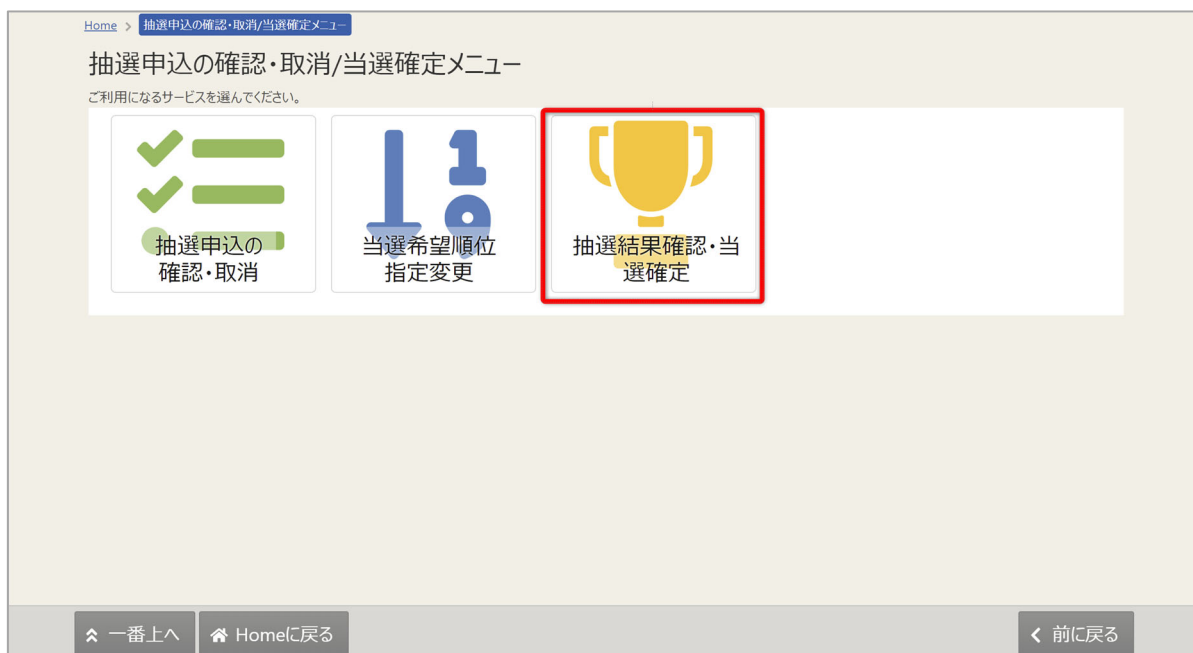 Home > 抽選申込の確認・取消/当選確定メニュー
抽選申込の確認・取消/当選確定メニュー
ご利用になるサービスを選んでください。
抽選申込の
確認・取消
当選希望順位
指定変更
抽選結果確認・当
選確定
一番上へ
Homeに戻る
前に戻る